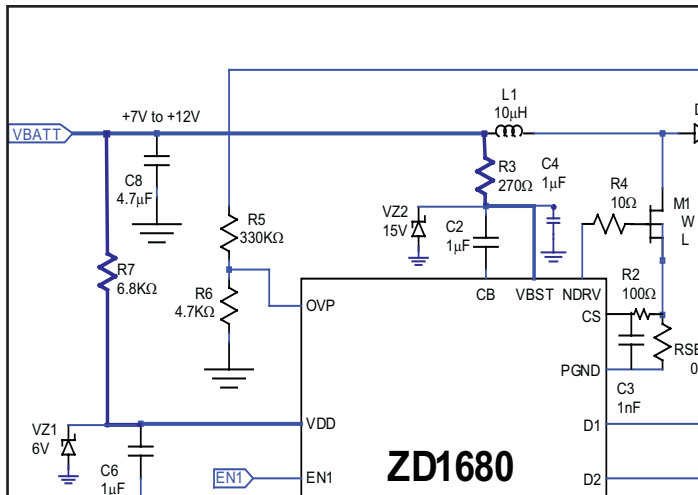 L1
10µH
+7V to +12V
VBATT
C8
4.7µF
R3
270Ω
C4
1µF
R4
10Ω
M1
W
L
VZ2
15V
C2
1µF
R5
330KΩ
R7
6.8KΩ
R6
4.7KΩ
OVP
CB
VBST
NDRV
R2
100Ω
CS
PGND
C3
1nF
VDD
D1
VZ1
6V
C6
1µF
EN1
EN1
ZD1680
D2